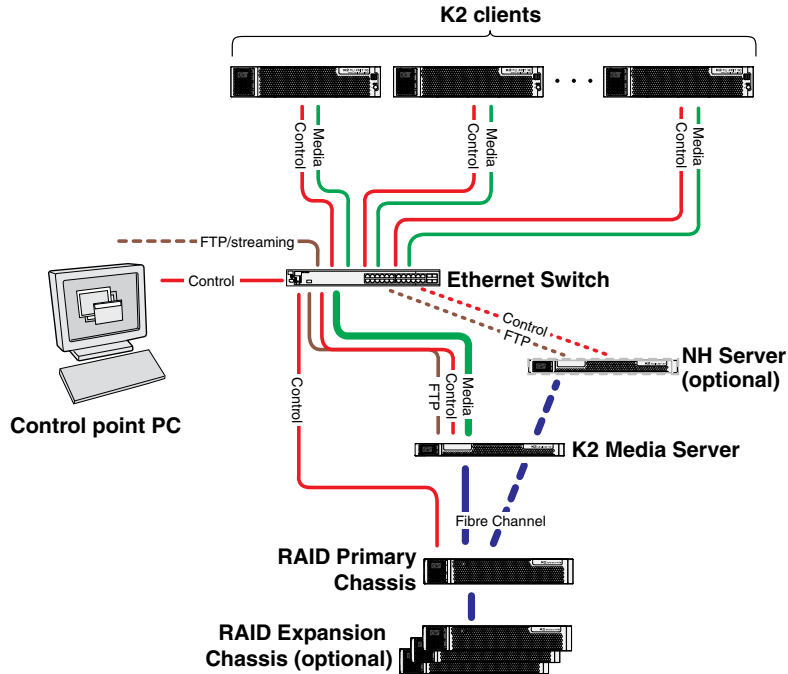 K2 clients
Control
Media
Control
Media
Control
Media
FTP/streaming
Control
Ethernet Switch
Control
FTP
NH Server
(optional)
Control point PC
Control
FTP
Control
Media
K2 Media Server
Fibre Channel
RAID Primary
Chassis
RAID Expansion
Chassis (optional)